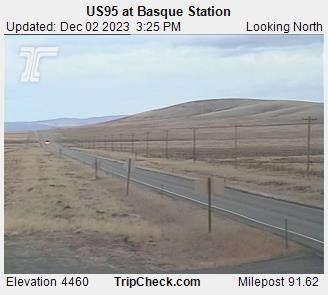 US95 at Basque Station
Updated: Dec 02 2023 3:25 PM Looking North
Elevation 4460 TripCheck.com Milepost 91.62